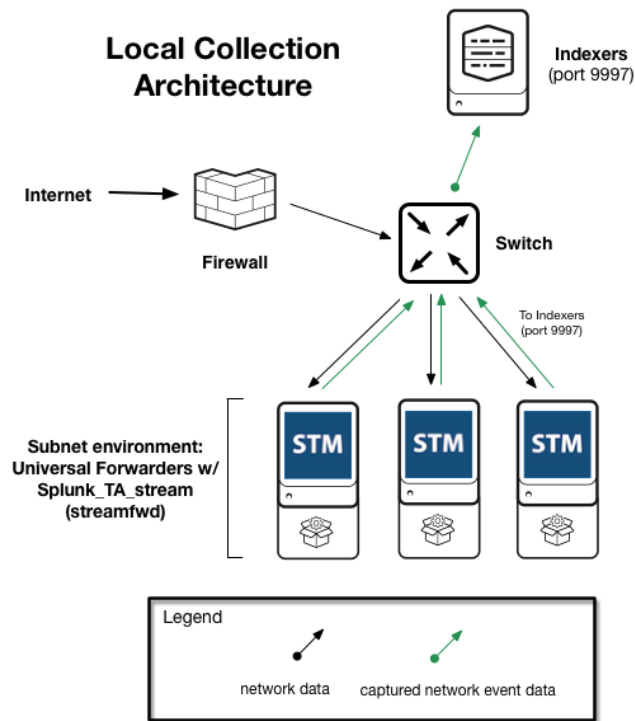 Local Collection
Architecture
Indexers
(port 9997)
Internet
Firewall
Switch
To Indexers
(port 9997)
STM
STM
STM
Subnet environment:
Universal Forwarders w/
Splunk_TA_stream
(streamfwd)
Legend
network data
captured network event data